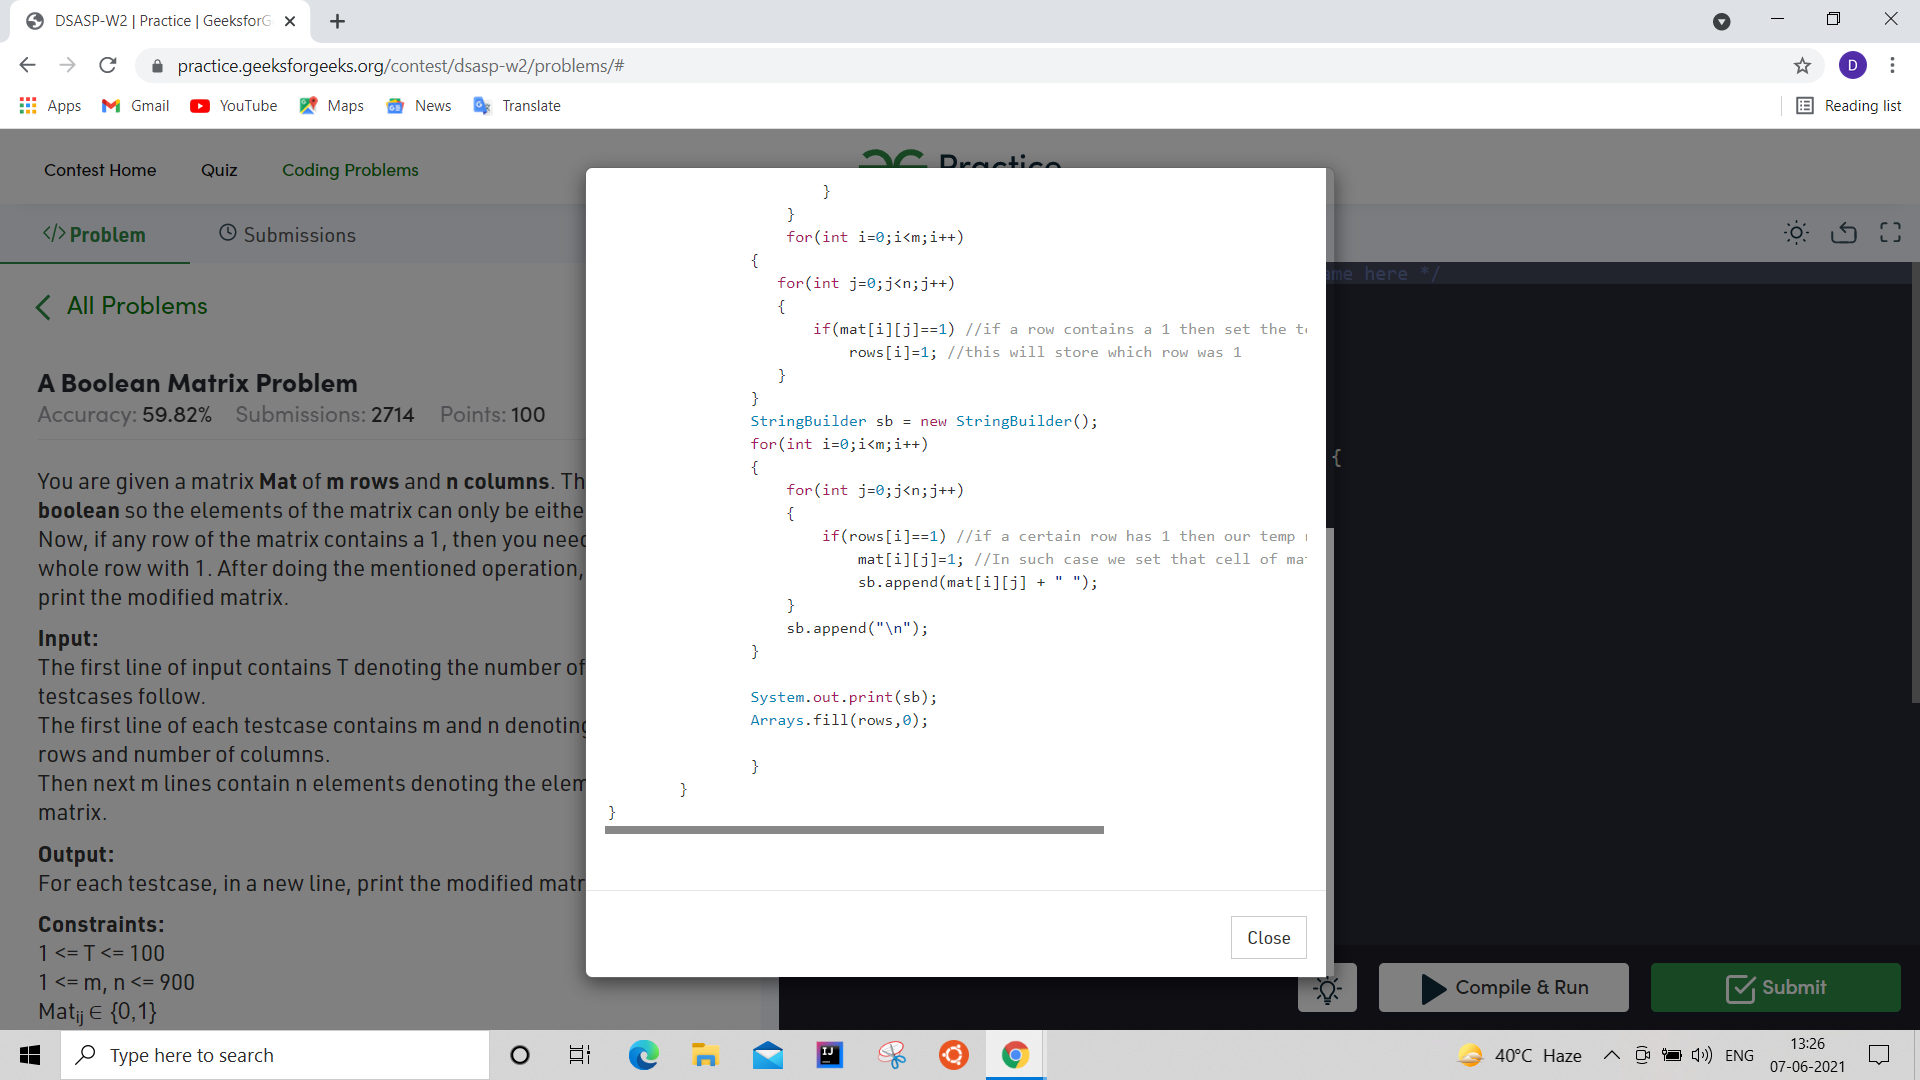 DSASP-W2 | Practice | GeeksforG
practice.geeksforgeeks.org/contest/dsasp-w2/problems/#
D
Apps
Gmail
YouTube
Maps
News
Translate
Reading list
Contest Home
Quiz
Coding Problems
Practice
</> Problem
Submissions
All Problems
A Boolean Matrix Problem
Accuracy: 59.82% Submissions: 2714 Points: 100
You are given a matrix Mat of m rows and n columns. Th
boolean so the elements of the matrix can only be eithe
Now, if any row of the matrix contains a 1, then you need
whole row with 1. After doing the mentioned operation,
print the modified matrix.
Input:
The first line of input contains T denoting the number of
testcases follow.
The first line of each testcase contains m and n denoting
rows and number of columns.
Then next m lines contain n elements denoting the elem
matrix.
Output:
For each testcase, in a new line, print the modified matr
Constraints:
1 <= T <= 100
1 <= m, n <= 900
Matij ∈ {0,1}
}
}
for(int i=0;i<m;i++)
{
for(int j=0;j<n;j++)
{
if(mat[i][j]==1) //if a row contains a 1 then set the te
rows[i]=1; //this will store which row was 1
}
}
StringBuilder sb = new StringBuilder();
for(int i=0;i<m;i++)
{
for(int j=0;j<n;j++)
{
if(rows[i]==1) //if a certain row has 1 then our temp r
mat[i][j]=1; //In such case we set that cell of mat
sb.append(mat[i][j] + " ");
}
sb.append("\n");
}
System.out.print(sb);
Arrays.fill(rows,0);
}
}
}
Close
ame here */
{
Compile & Run
Submit
Type here to search
IJ
40°C Haze
ENG
13:26
07-06-2021